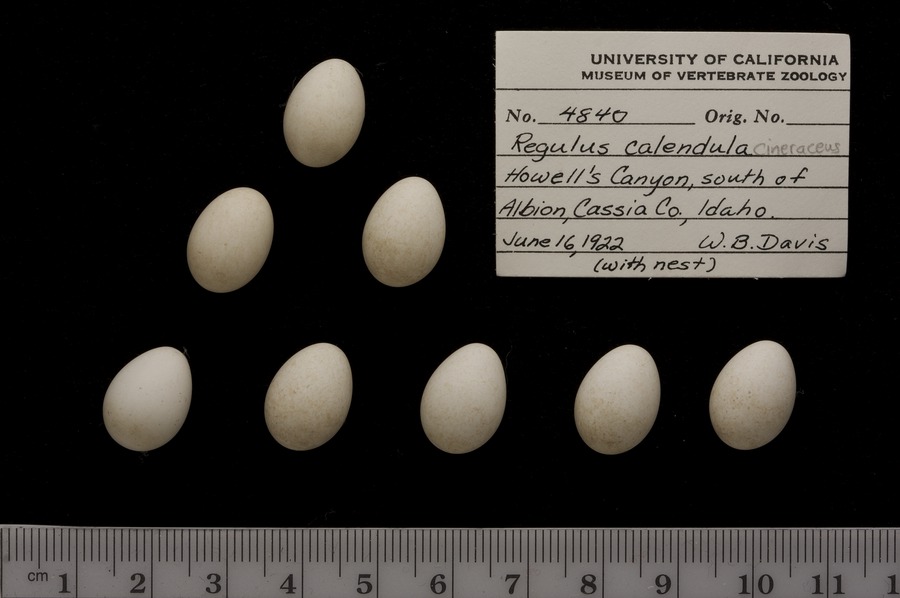 UNIVERSITY OF CALIFORNIA
MUSEUM OF VERTEBRATE ZOOLOGY
No. 4840 Orig. No.
Regulus calendula cineraceus
Howell's Canyon, south of
Albion, Cassia Co., Idaho.
June 16, 1922 W. B. Davis
(with nest)
cm 1 2 3 4 5 6 7 8 9 10 11 1